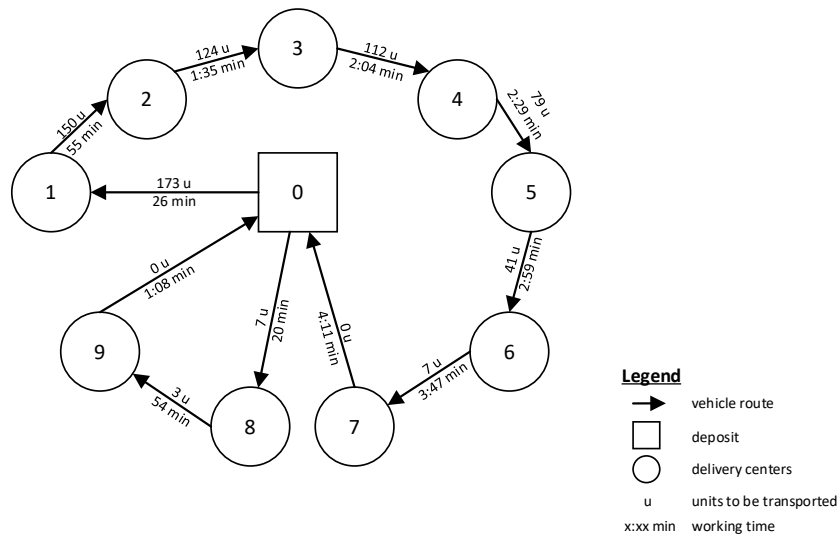 3
124 u
1:35 min
112 u
2:04 min
2
4
150 u
55 min
79 u
2:29 min
1
173 u
26 min
0
5
0 u
1:08 min
7 u
20 min
0 u
4:11 min
41 u
2:59 min
9
6
3 u
54 min
7 u
3:47 min
8
7
Legend
vehicle route
deposit
delivery centers
u units to be transported
x:xx min working time